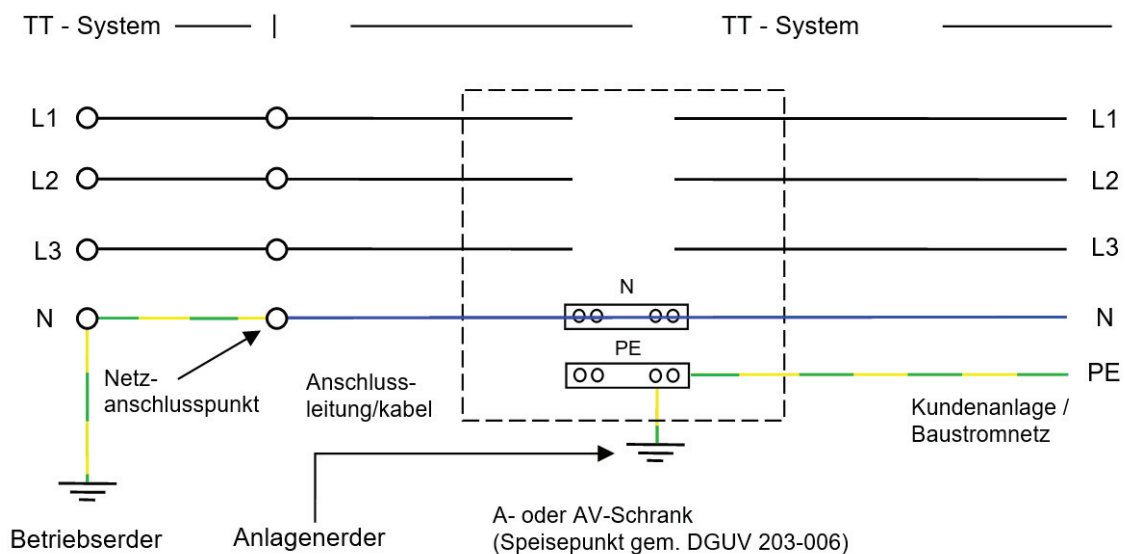 TT - System
TT - System
L1
L1
L2
L2
L3
L3
N
N
N
PE
PE
Netz-
anschlusspunkt
Anschluss-
leitung/kabel
Kundenanlage /
Baustromnetz
Betriebserder
Anlagenerder
A- oder AV-Schrank
(Speisepunkt gem. DGUV 203-006)